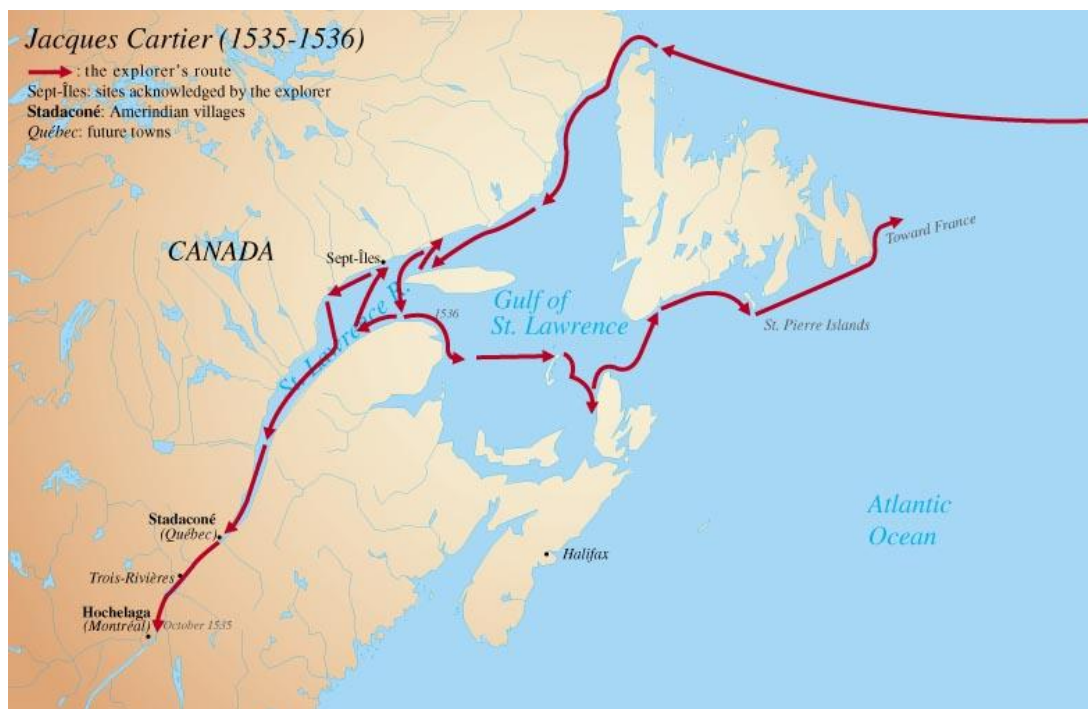 Jacques Cartier (1535-1536)
: the explorer's route
Sept-Îles: sites acknowledged by the explorer
Stadaconé: Amerindian villages
Québec: future towns
CANADA
Sept-Îles
St. Lawrence R.
1536
Gulf of
St. Lawrence
Toward France
St. Pierre Islands
Atlantic
Ocean
Stadaconé
(Québec)
Halifax
Trois-Rivières
Hochelaga
(Montréal)
October 1535